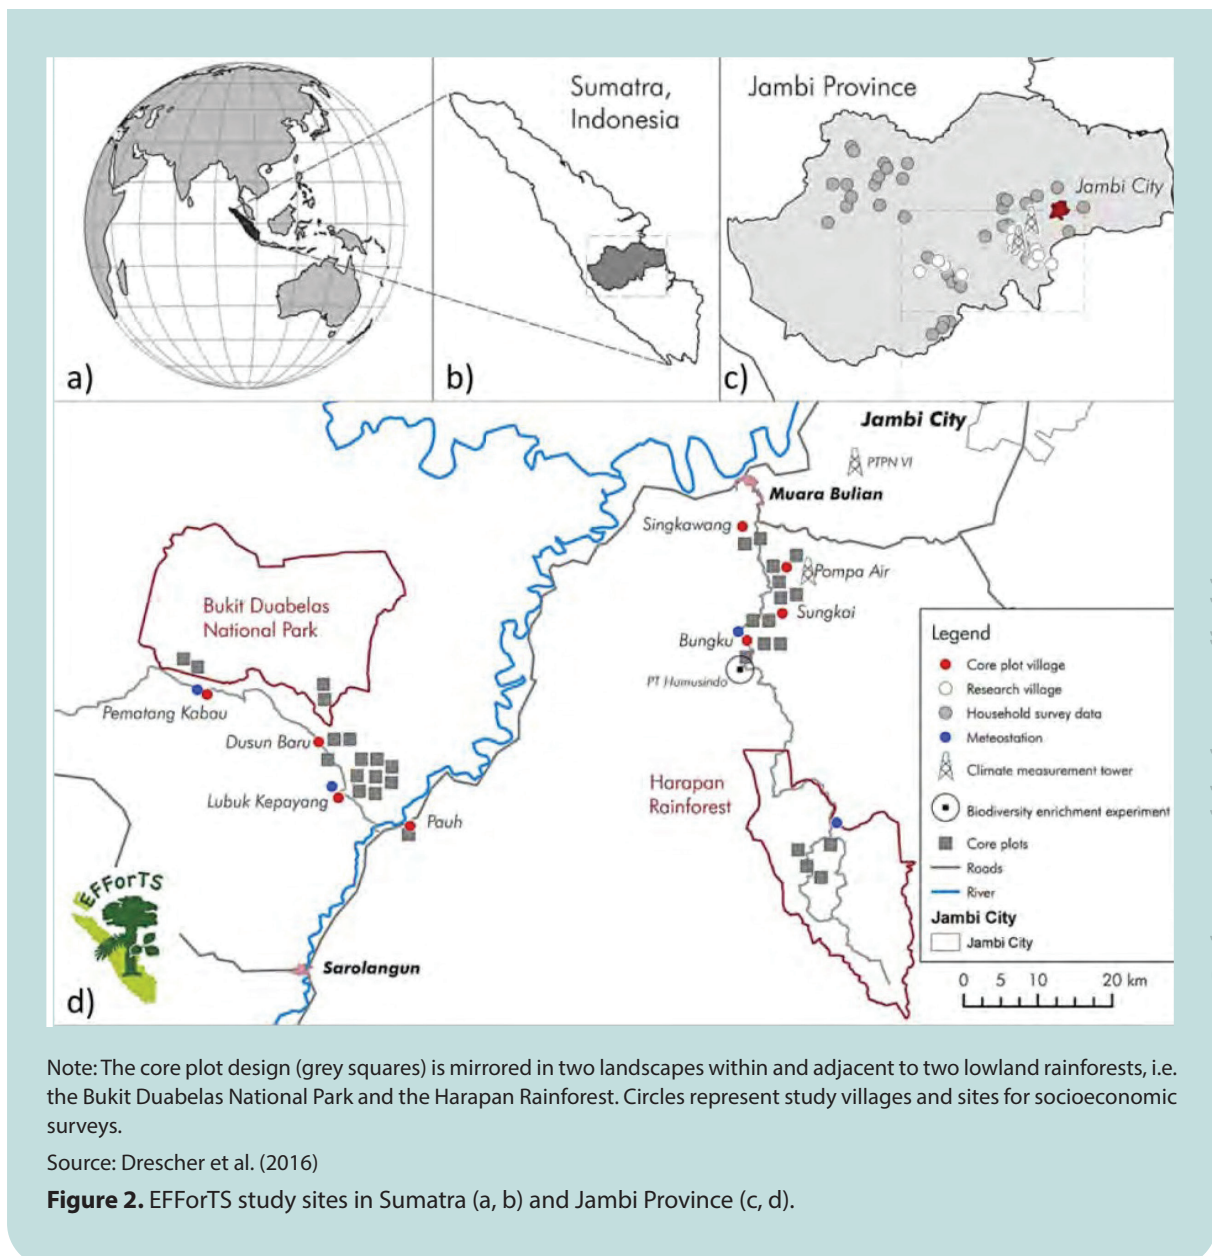 Sumatra,
Indonesia
Jambi Province
Jambi City
a)
b)
c)
Jambi City
PTPN VI
Muara Bulian
Singkawang
Pompa Air
Sungkai
Bungku
PT Humusindo
Bukit Duabelas
National Park
Pematang Kabau
Dusun Baru
Lubuk Kepayang
Pauh
Harapan
Rainforest
Sarolangun
EFForTS
d)
Legend
Core plot village
Research village
Household survey data
Meteostation
Climate measurement tower
Biodiversity enrichment experiment
Core plots
Roads
River
Jambi City
Jambi City
0 5 10 20 km
Note: The core plot design (grey squares) is mirrored in two landscapes within and adjacent to two lowland rainforests, i.e.
the Bukit Duabelas National Park and the Harapan Rainforest. Circles represent study villages and sites for socioeconomic
surveys.
Source: Drescher et al. (2016)
Figure 2. EFForTS study sites in Sumatra (a, b) and Jambi Province (c, d).